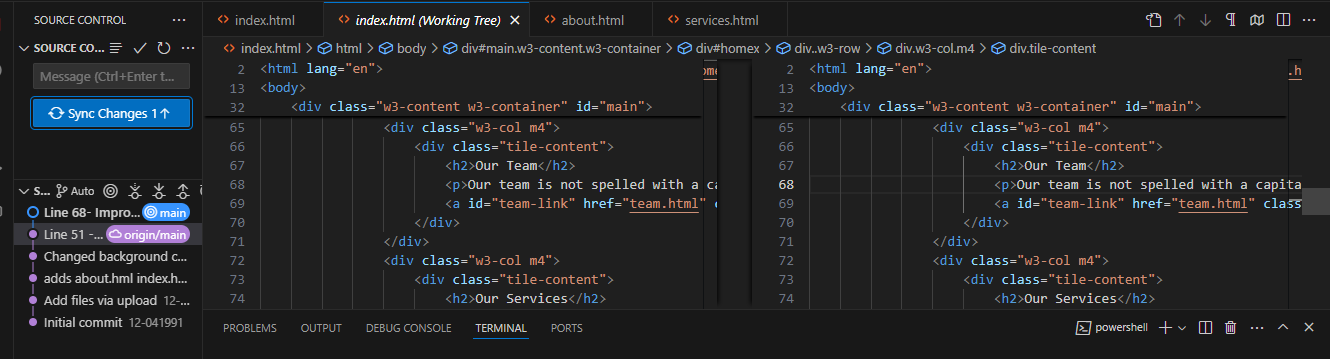 SOURCE CONTROL ···
index.html
index.html (Working Tree) ×
about.html
services.html
SOURCE CO...
index.html > html > body > div#main.w3-content.w3-container > div#homex > div..w3-row > div.w3-col.m4 > div.tile-content
Message (Ctrl+Enter t...
Sync Changes 1↑
2 <html lang="en">
13 <body>
32 <div class="w3-content w3-container" id="main">
65 <div class="w3-col m4">
66 <div class="tile-content">
67 <h2>Our Team</h2>
68 <p>Our team is not spelled with a ca
69 <a id="team-link" href="team.html" c
70 </div>
71 </div>
72 <div class="w3-col m4">
73 <div class="tile-content">
74 <h2>Our Services</h2>
2 <html lang="en">
13 <body>
32 <div class="w3-content w3-container" id="main">
65 <div class="w3-col m4">
66 <div class="tile-content">
67 <h2>Our Team</h2>
68 <p>Our team is not spelled with a capita
69 <a id="team-link" href="team.html" clas
70 </div>
71 </div>
72 <div class="w3-col m4">
73 <div class="tile-content">
74 <h2>Our Services</h2>
S... Auto
Line 68- Impro... main
Line 51 -... origin/main
Changed background c...
adds about.hml index.h...
Add files via upload 12-...
Initial commit 12-041991
PROBLEMS OUTPUT DEBUG CONSOLE TERMINAL PORTS
powershell